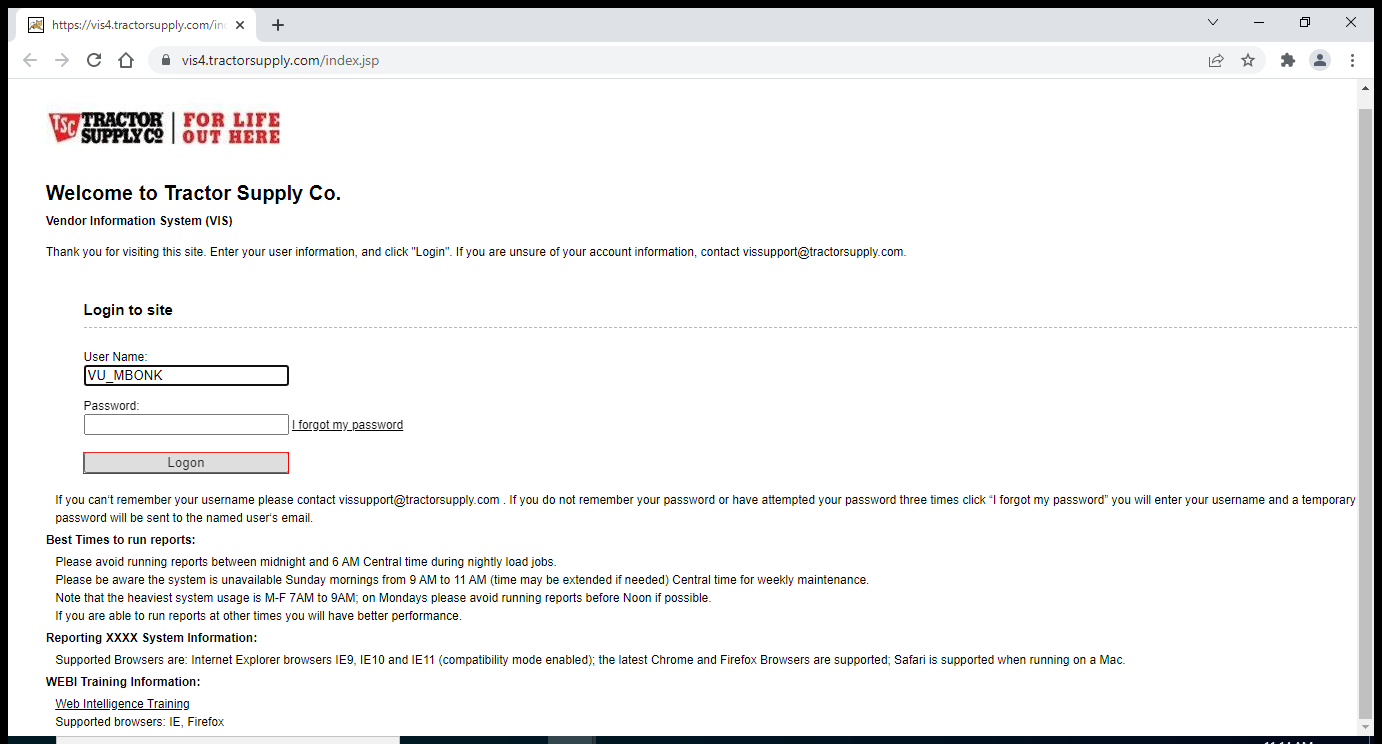 https://vis4.tractorsupply.com/in
vis4.tractorsupply.com/index.jsp
TSC TRACTOR SUPPLY CO FOR LIFE OUT HERE
Welcome to Tractor Supply Co.
Vendor Information System (VIS)
Thank you for visiting this site. Enter your user information, and click "Login". If you are unsure of your account information, contact vissupport@tractorsupply.com.
Login to site
User Name:
VU_MBONK
Password:
I forgot my password
Logon
If you can't remember your username please contact vissupport@tractorsupply.com . If you do not remember your password or have attempted your password three times click “I forgot my password” you will enter your username and a temporary
password will be sent to the named user's email.
Best Times to run reports:
Please avoid running reports between midnight and 6 AM Central time during nightly load jobs.
Please be aware the system is unavailable Sunday mornings from 9 AM to 11 AM (time may be extended if needed) Central time for weekly maintenance.
Note that the heaviest system usage is M-F 7AM to 9AM; on Mondays please avoid running reports before Noon if possible.
If you are able to run reports at other times you will have better performance.
Reporting XXXX System Information:
Supported Browsers are: Internet Explorer browsers IE9, IE10 and IE11 (compatibility mode enabled); the latest Chrome and Firefox Browsers are supported; Safari is supported when running on a Mac.
WEBI Training Information:
Web Intelligence Training
Supported browsers: IE, Firefox